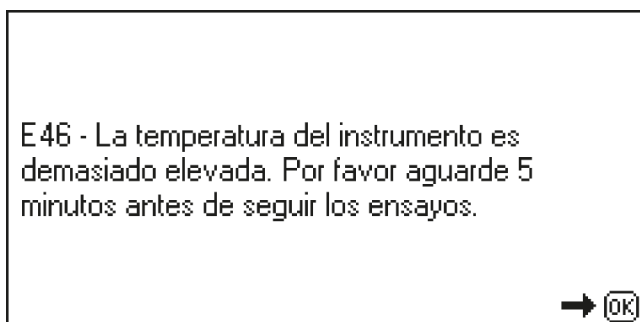 E46 - La temperatura del instrumento es
demasiado elevada. Por favor aguarde 5
minutos antes de seguir los ensayos.
OK